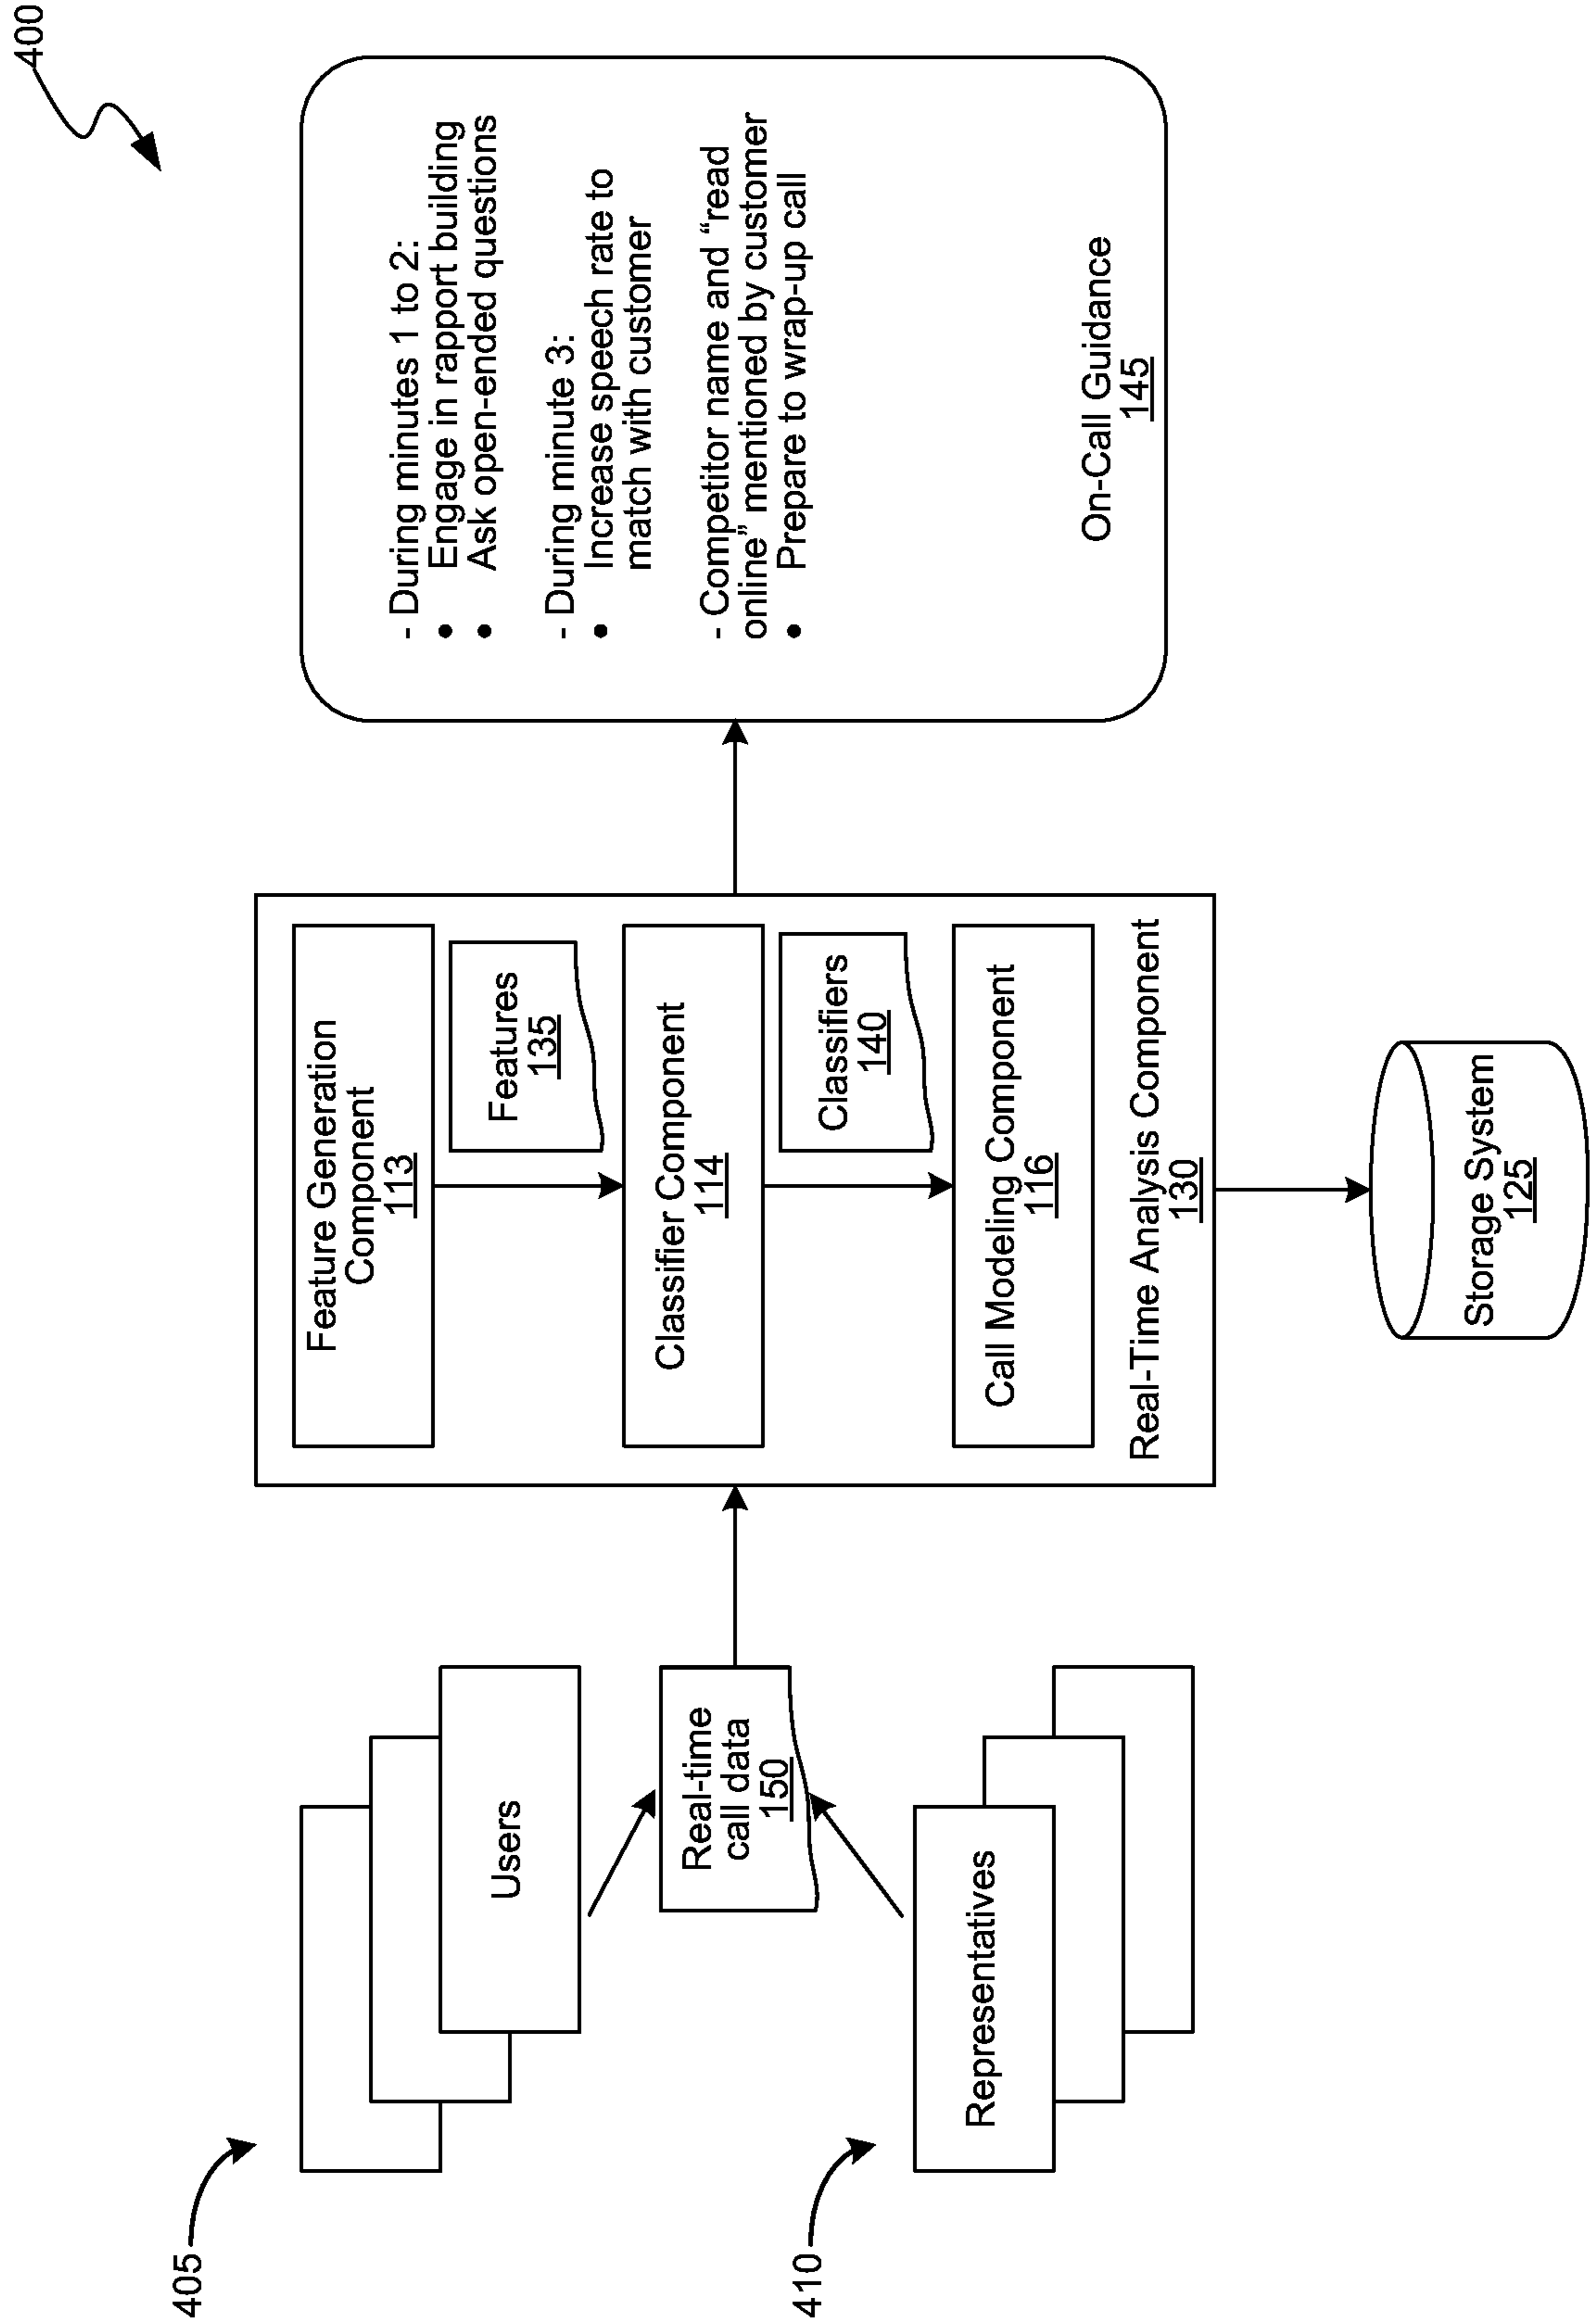 400
405
Users
Real-time
call data
150
410
Representatives
Feature Generation
Component
113
Features
135
Classifier Component
114
Classifiers
140
Call Modeling Component
116
Real-Time Analysis Component
130
Storage System
125
- During minutes 1 to 2:
• Engage in rapport building
• Ask open-ended questions
- During minute 3:
• Increase speech rate to
match with customer
- Competitor name and “read
online” mentioned by customer
• Prepare to wrap-up call
On-Call Guidance
145